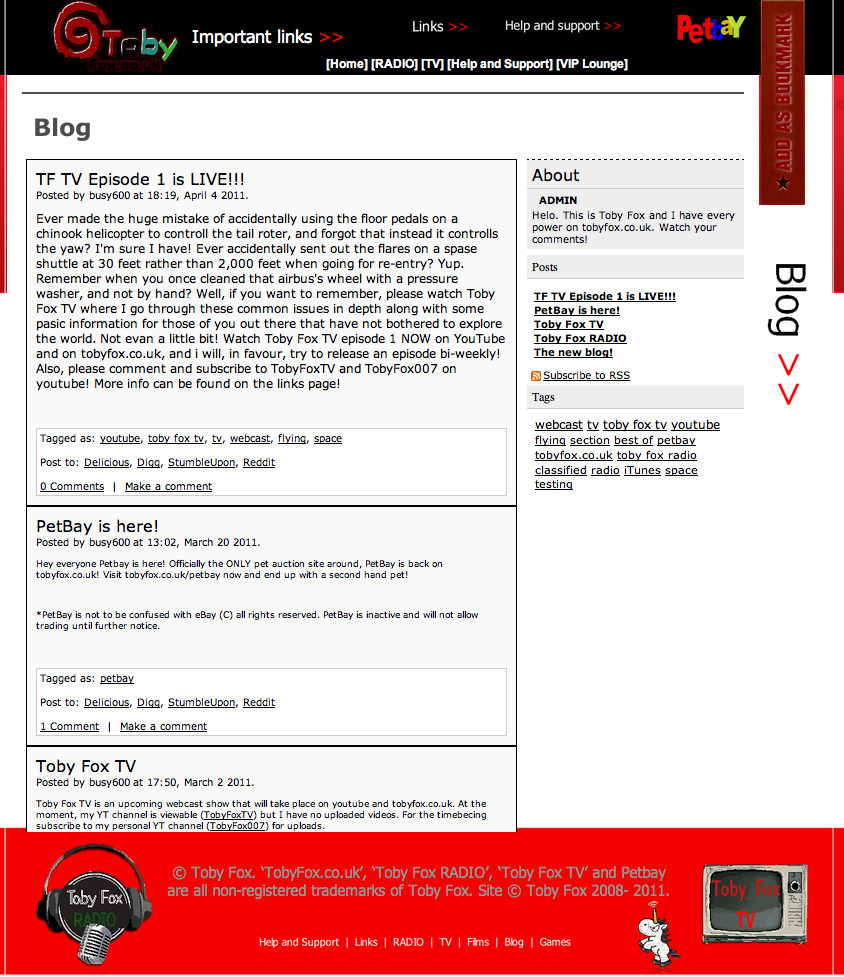 Toby
Fox.co.uk
Important links >>
Links >>
Help and support >>
PetbaY
[Home] [RADIO] [TV] [Help and Support] [VIP Lounge]
ADD AS BOOKMARK
Blog
TF TV Episode 1 is LIVE!!!
Posted by busy600 at 18:19, April 4 2011.
Ever made the huge mistake of accidentally using the floor pedals on a
chinook helicopter to controll the tail roter, and forgot that instead it controlls
the yaw? I'm sure I have! Ever accidentally sent out the flares on a spase
shuttle at 30 feet rather than 2,000 feet when going for re-entry? Yup.
Remember when you once cleaned that airbus's wheel with a pressure
washer, and not by hand? Well, if you want to remember, please watch Toby
Fox TV where I go through these common issues in depth along with some
pasic information for those of you out there that have not bothered to explore
the world. Not evan a little bit! Watch Toby Fox TV episode 1 NOW on YouTube
and on tobyfox.co.uk, and i will, in favour, try to release an episode bi-weekly!
Also, please comment and subscribe to TobyFoxTV and TobyFox007 on
youtube! More info can be found on the links page!
Tagged as: youtube, toby fox tv, tv, webcast, flying, space
Post to: Delicious, Digg, StumbleUpon, Reddit
0 Comments | Make a comment
PetBay is here!
Posted by busy600 at 13:02, March 20 2011.
Hey everyone Petbay is here! Officially the ONLY pet auction site around, PetBay is back on
tobyfox.co.uk! Visit tobyfox.co.uk/petbay now and end up with a second hand pet!
*PetBay is not to be confused with eBay (C) all rights reserved. PetBay is inactive and will not allow
trading until further notice.
Tagged as: petbay
Post to: Delicious, Digg, StumbleUpon, Reddit
1 Comment | Make a comment
Toby Fox TV
Posted by busy600 at 17:50, March 2 2011.
Toby Fox TV is an upcoming webcast show that will take place on youtube and tobyfox.co.uk. At the
moment, my YT channel is viewable (TobyFoxTV) but I have no uploaded videos. For the timebecing
subscribe to my personal YT channel (TobyFox007) for uploads.
About
ADMIN
Helo. This is Toby Fox and I have every
power on tobyfox.co.uk. Watch your
comments!
Posts
TF TV Episode 1 is LIVE!!!
PetBay is here!
Toby Fox TV
Toby Fox RADIO
The new blog!
Subscribe to RSS
Tags
webcast tv toby fox tv youtube
flying section best of petbay
tobyfox.co.uk toby fox radio
classified radio iTunes space
testing
Blog >>
Toby Fox
RADIO
© Toby Fox. ‘TobyFox.co.uk’, ‘Toby Fox RADIO’, ‘Toby Fox TV’ and Petbay
are all non-registered trademarks of Toby Fox. Site © Toby Fox 2008- 2011.
Help and Support | Links | RADIO | TV | Films | Blog | Games
Toby Fox
TV